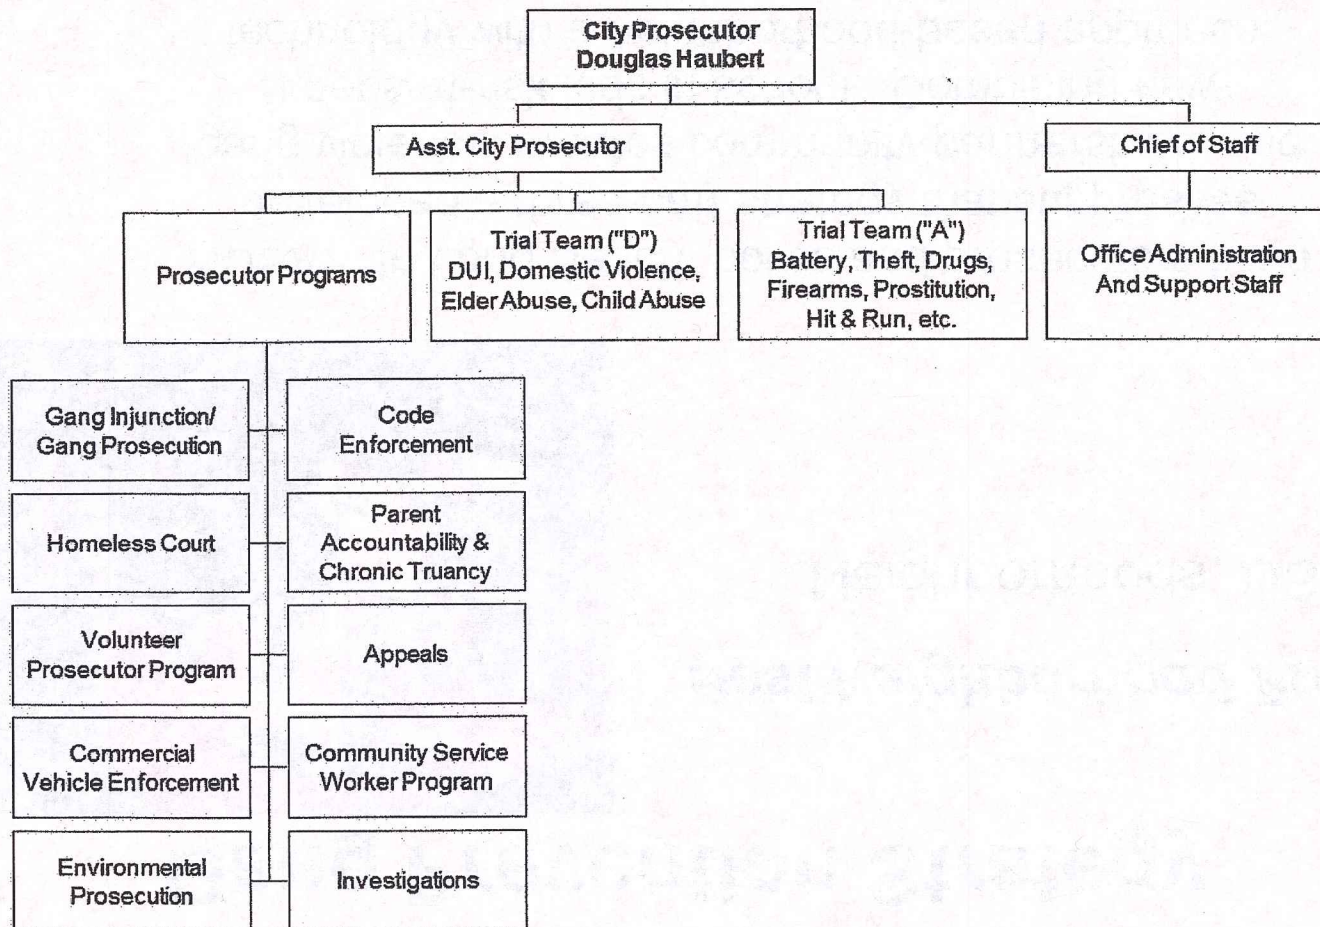 City Prosecutor
Douglas Haubert
Asst. City Prosecutor
Chief of Staff
Prosecutor Programs
Trial Team ("D")
DUI, Domestic Violence,
Elder Abuse, Child Abuse
Trial Team ("A")
Battery, Theft, Drugs,
Firearms, Prostitution,
Hit & Run, etc.
Office Administration
And Support Staff
Gang Injunction/
Gang Prosecution
Code
Enforcement
Homeless Court
Parent
Accountability &
Chronic Truancy
Volunteer
Prosecutor Program
Appeals
Commercial
Vehicle Enforcement
Community Service
Worker Program
Environmental
Prosecution
Investigations